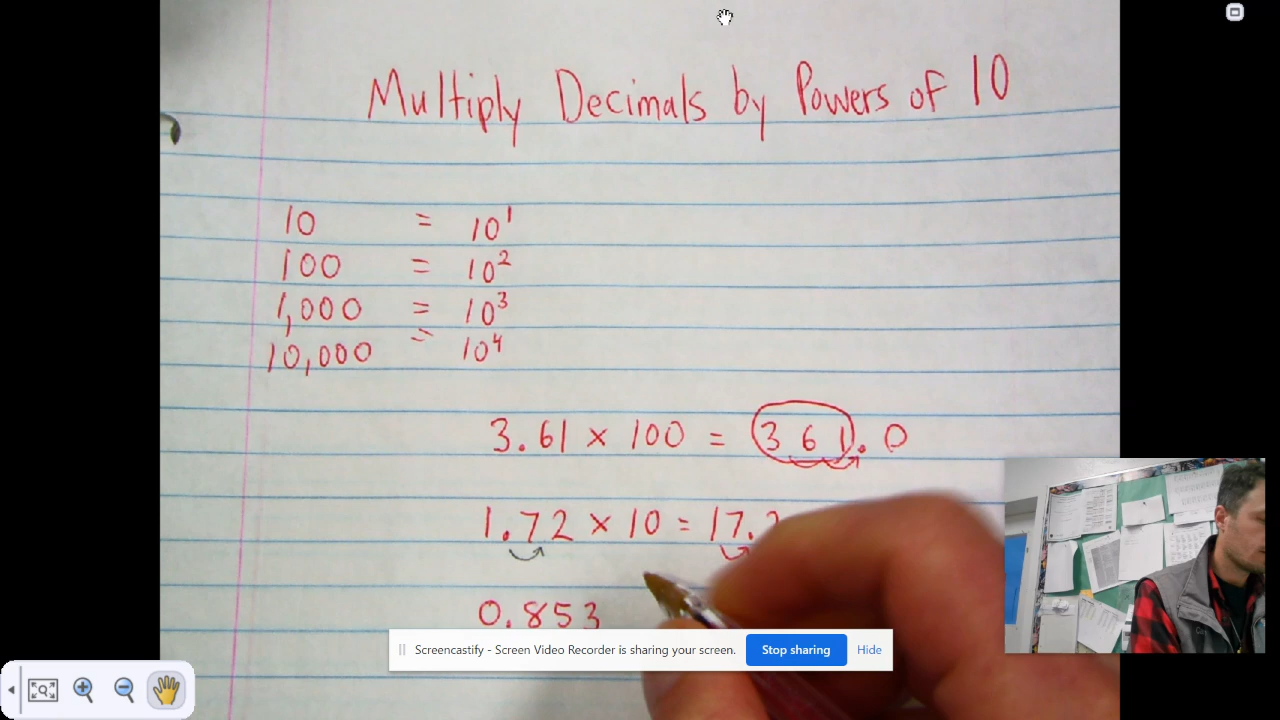 Multiply Decimals by Powers of 10
10 = 10¹
100 = 10²
1,000 = 10³
10,000 = 10⁴
3.61 × 100 = 361.0
1.72 × 10 = 17.2
0.853
Screencastify - Screen Video Recorder is sharing your screen. Stop sharing Hide